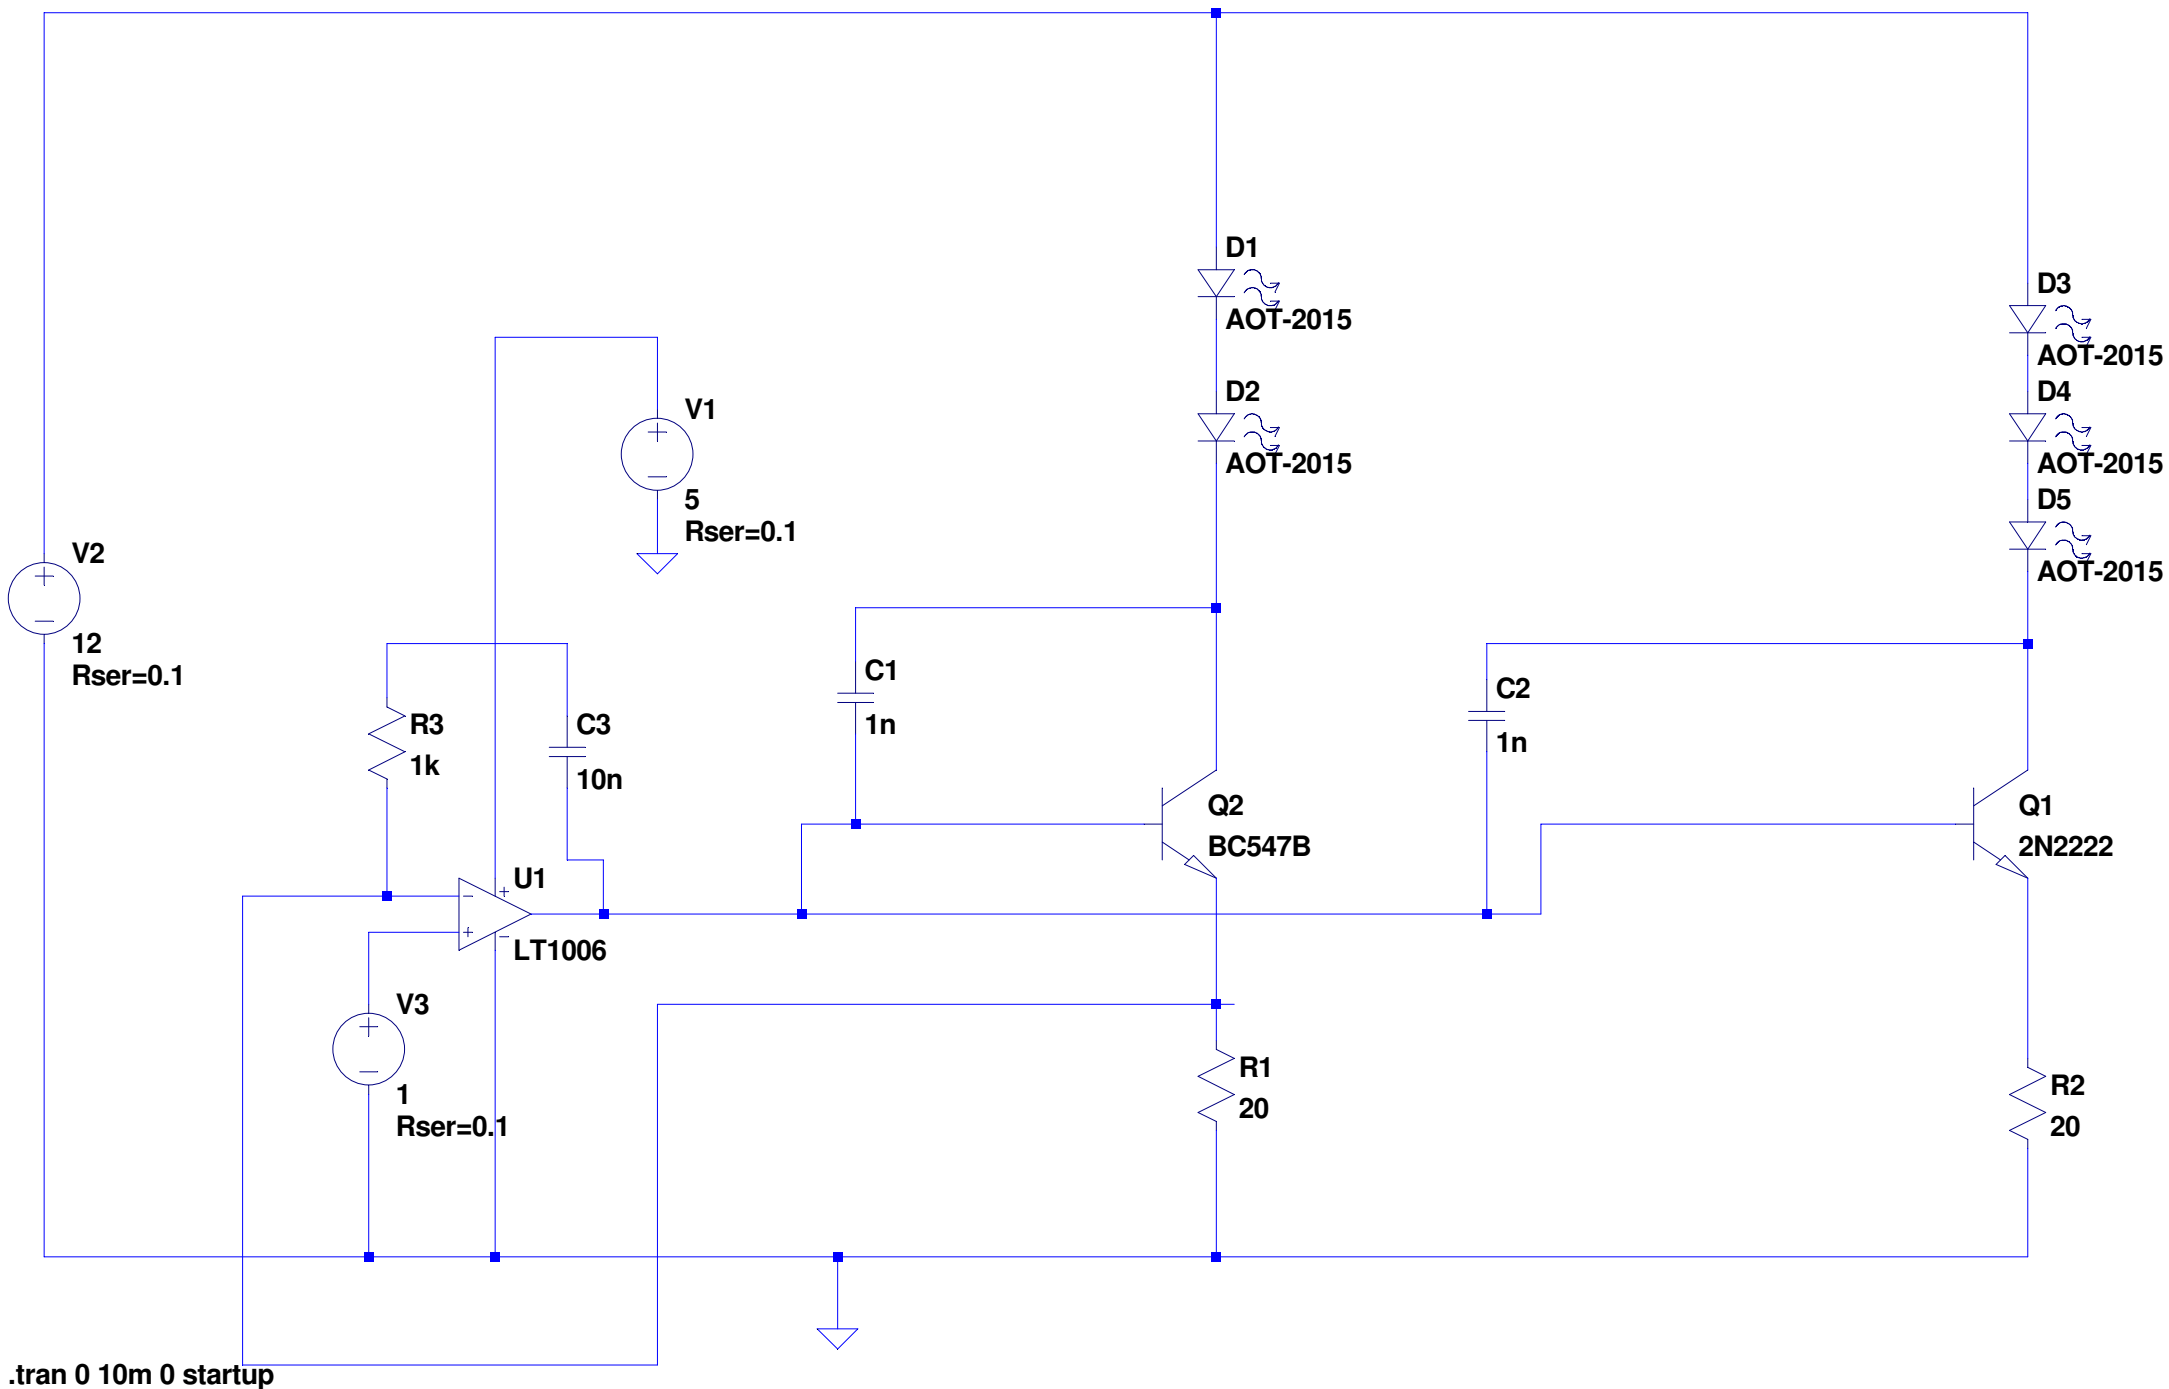 D1
AOT-2015
D3
AOT-2015
V1
5
Rser=0.1
D2
AOT-2015
D4
AOT-2015
D5
AOT-2015
V2
12
Rser=0.1
R3
1k
C3
10n
C1
1n
C2
1n
Q2
BC547B
Q1
2N2222
U1
LT1006
V3
1
Rser=0.1
R1
20
R2
20
.tran 0 10m 0 startup